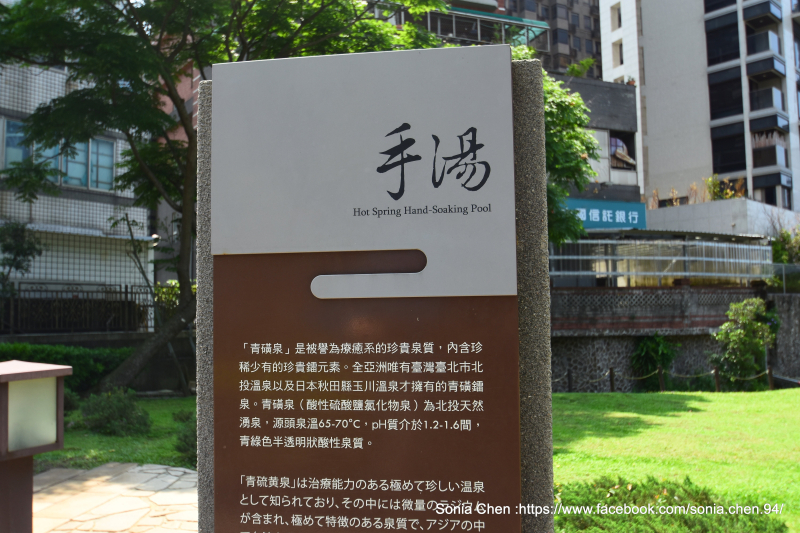 手湯
Hot Spring Hand-Soaking Pool
國信託銀行
「青磺泉」是被譽為療癒系的珍貴泉質，內含珍
稀少有的珍貴鐳元素。全亞洲唯有臺灣臺北市北
投溫泉以及日本秋田縣玉川溫泉才擁有的青磺鐳
泉。青磺泉（酸性硫酸鹽氯化物泉）為北投天然
湧泉，源頭泉溫65-70°C，pH質介於1.2-1.6間，
青綠色半透明狀酸性泉質。
「青硫黄泉」は治療能力のある極めて珍しい温泉
として知られており、その中には微量のラジウム
が含まれ、極めて特徴のある泉質で、アジアの中
Sonia Chen :https://www.facebook.com/sonia.chen.94/